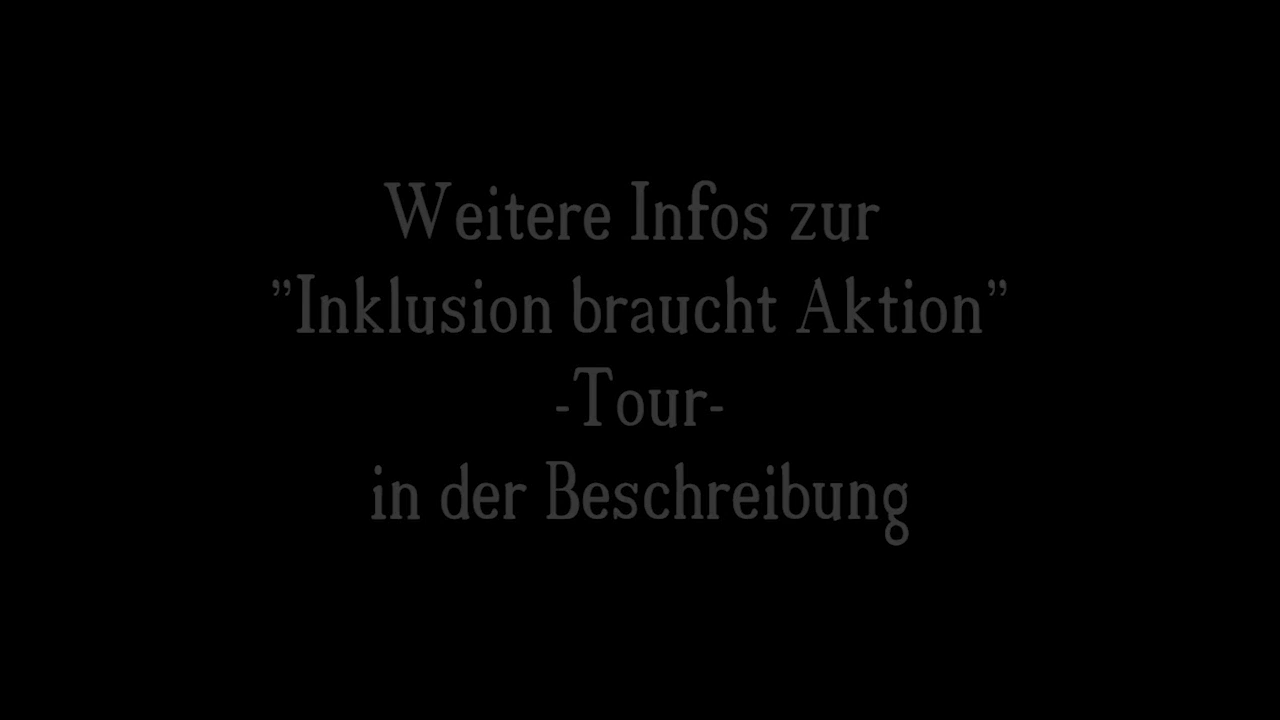 Weitere Infos zur
”Inklusion braucht Aktion”
-Tour-
in der Beschreibung